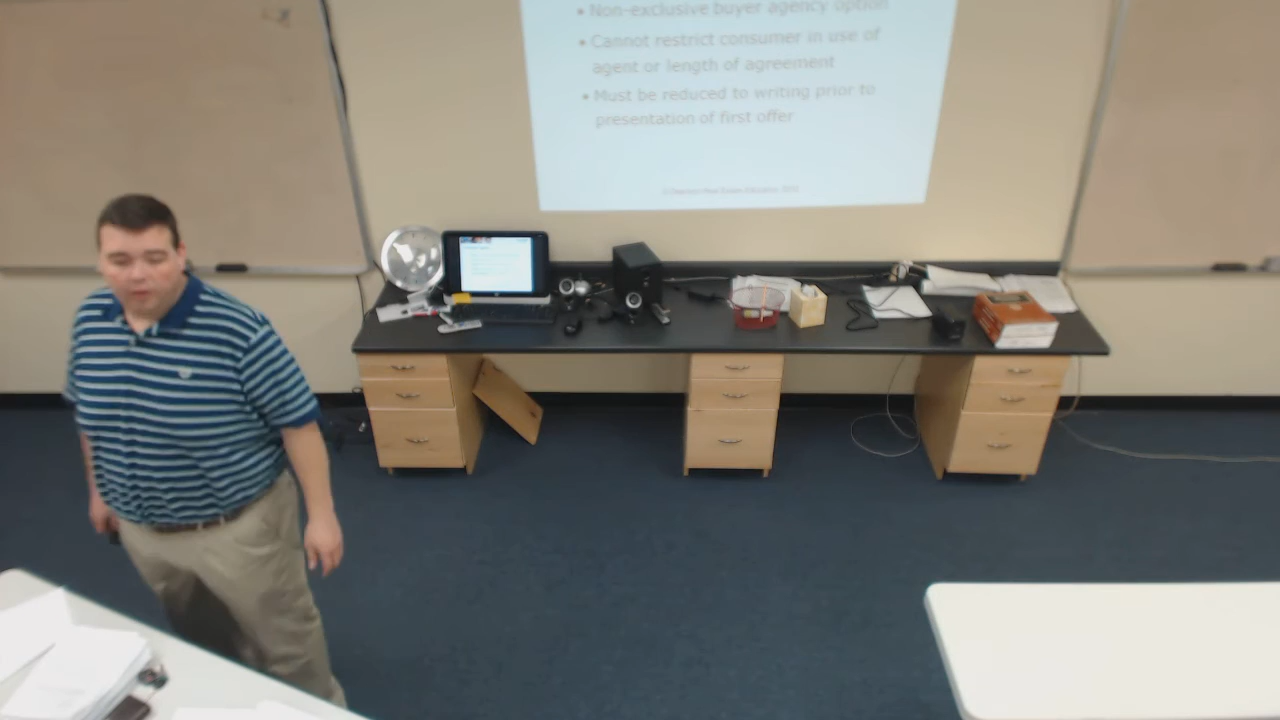 • Non-exclusive buyer agency option
• Cannot restrict consumer in use of
agent or length of agreement
• Must be reduced to writing prior to
presentation of first offer